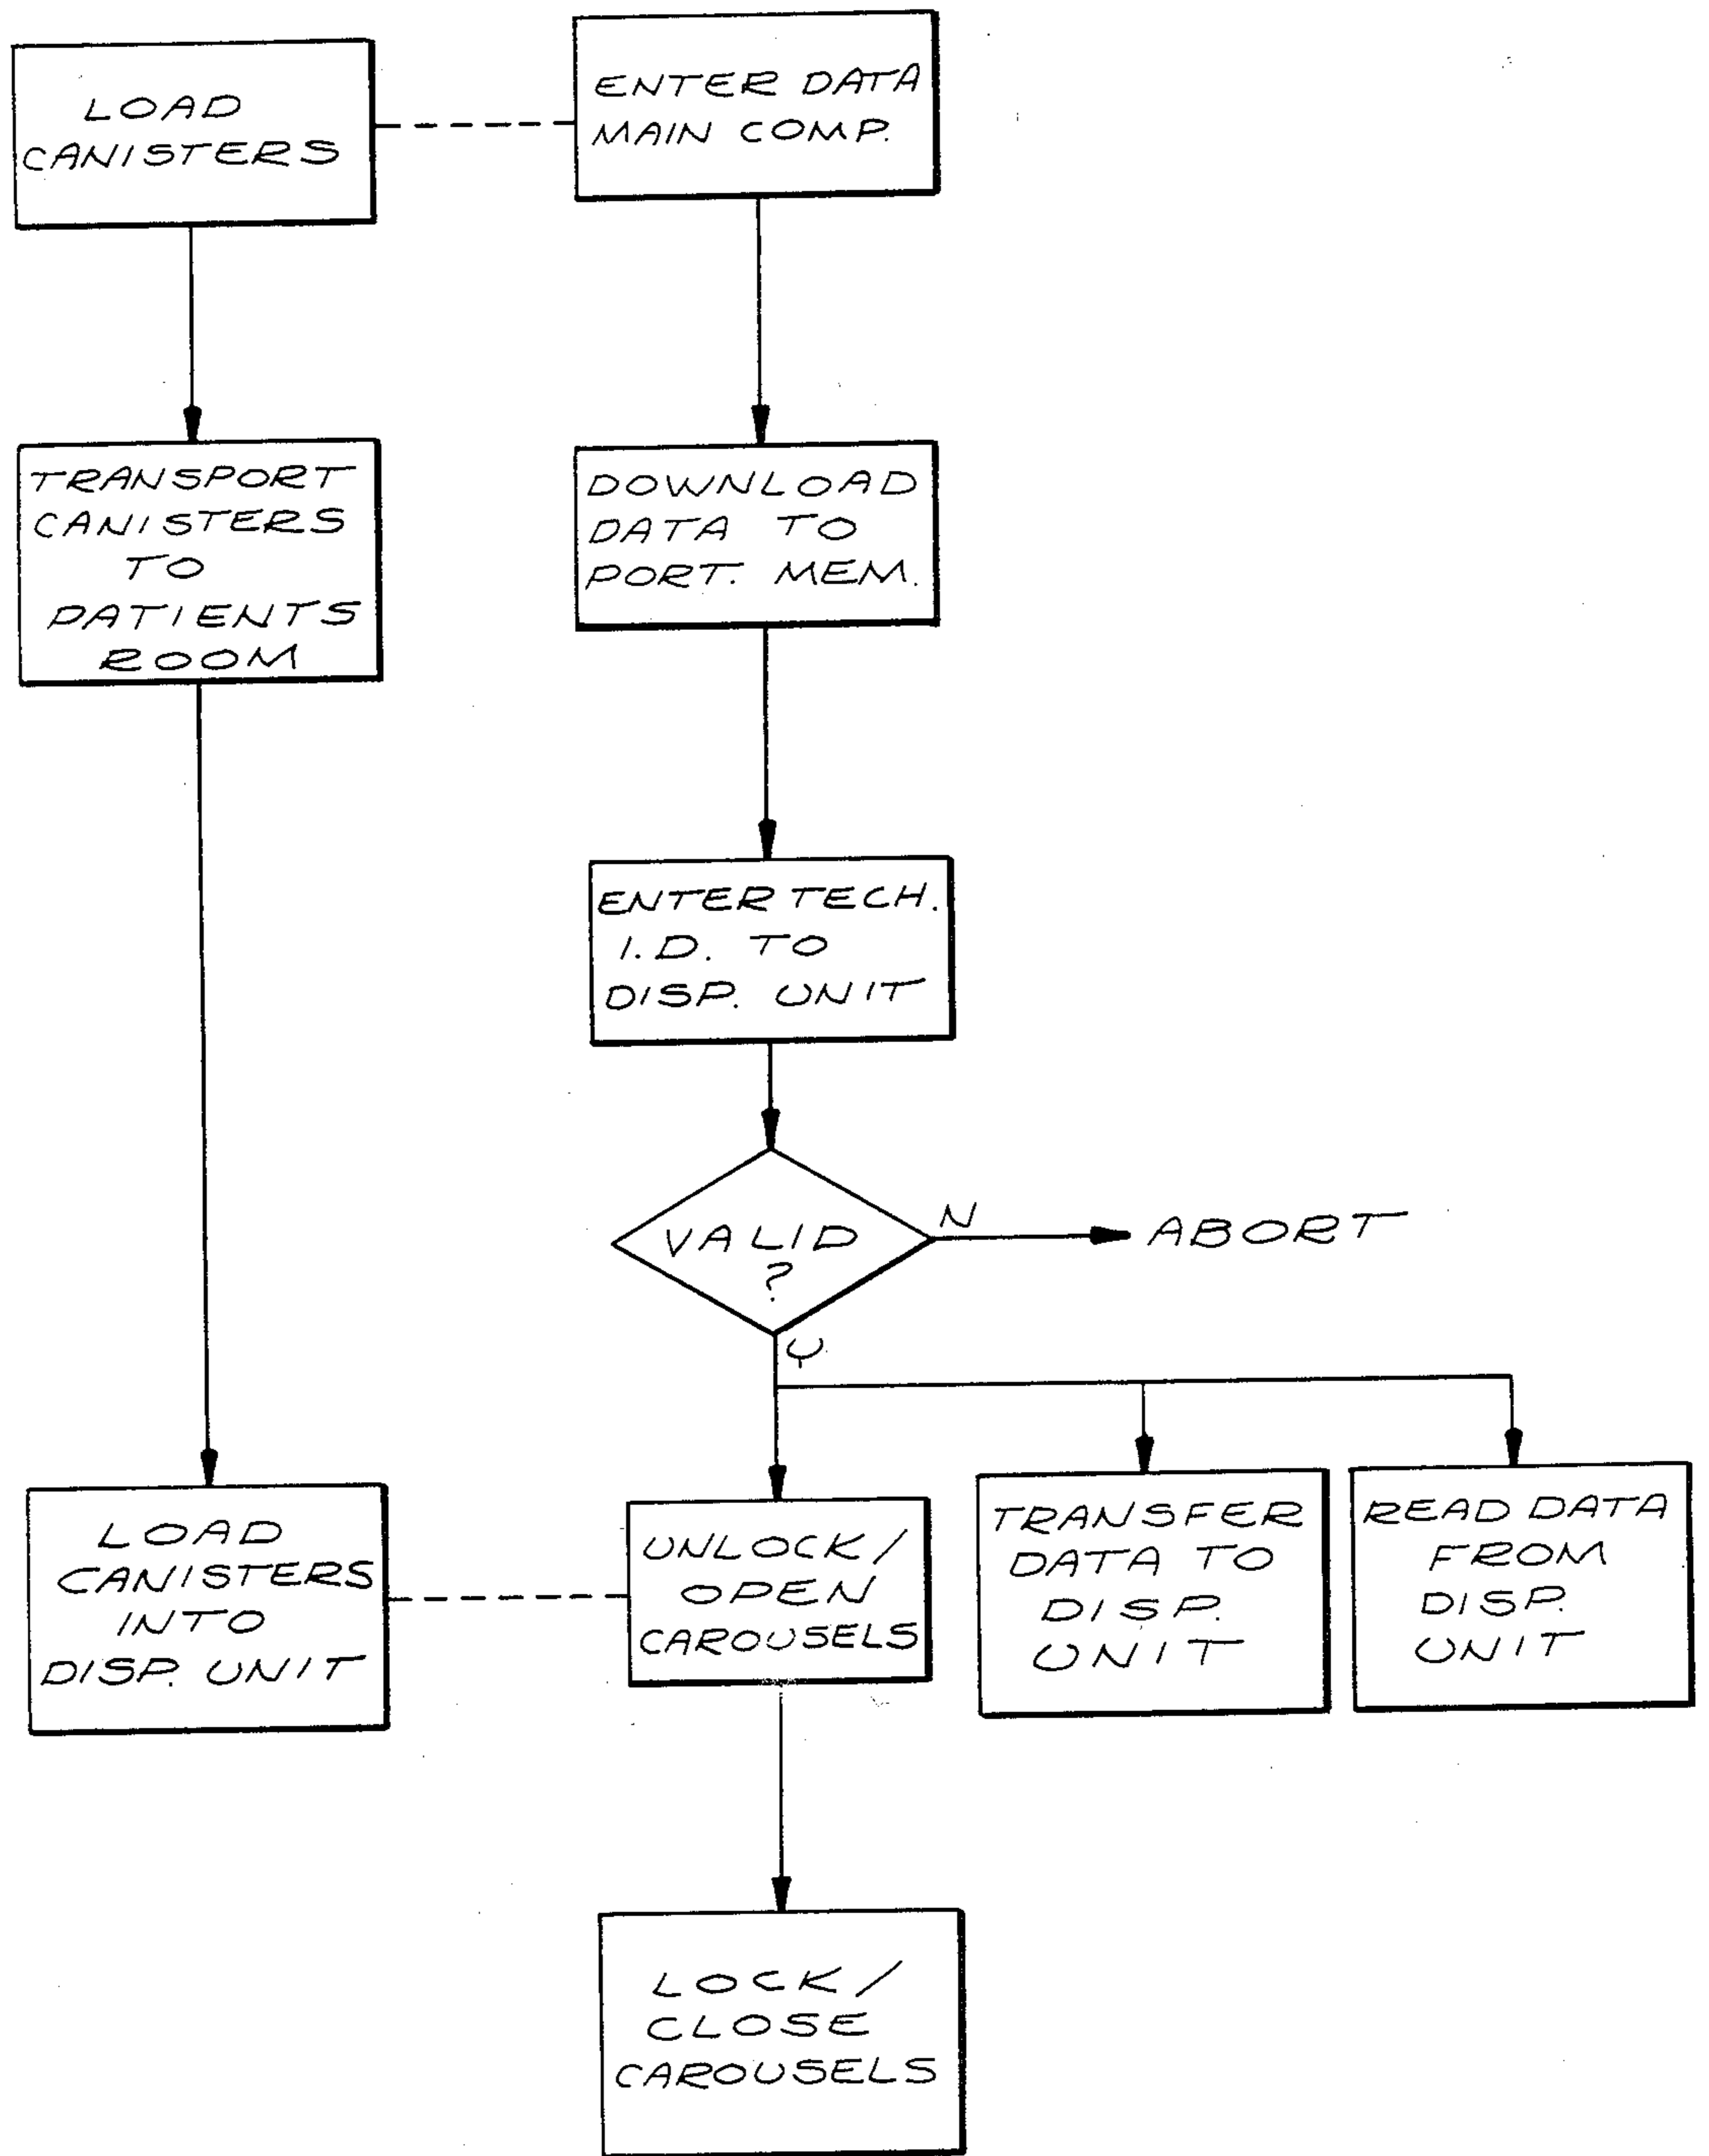 LOAD
CANISTERS
ENTER DATA
MAIN COMP.
TRANSPORT
CANISTERS
TO
PATIENTS
ROOM
DOWNLOAD
DATA TO
PORT. MEM.
ENTER TECH.
I.D. TO
DISP. UNIT
VALID
?
N
ABORT
Y
LOAD
CANISTERS
INTO
DISP. UNIT
UNLOCK/
OPEN
CAROUSELS
TRANSFER
DATA TO
DISP.
UNIT
READ DATA
FROM
DISP.
UNIT
LOCK/
CLOSE
CAROUSELS